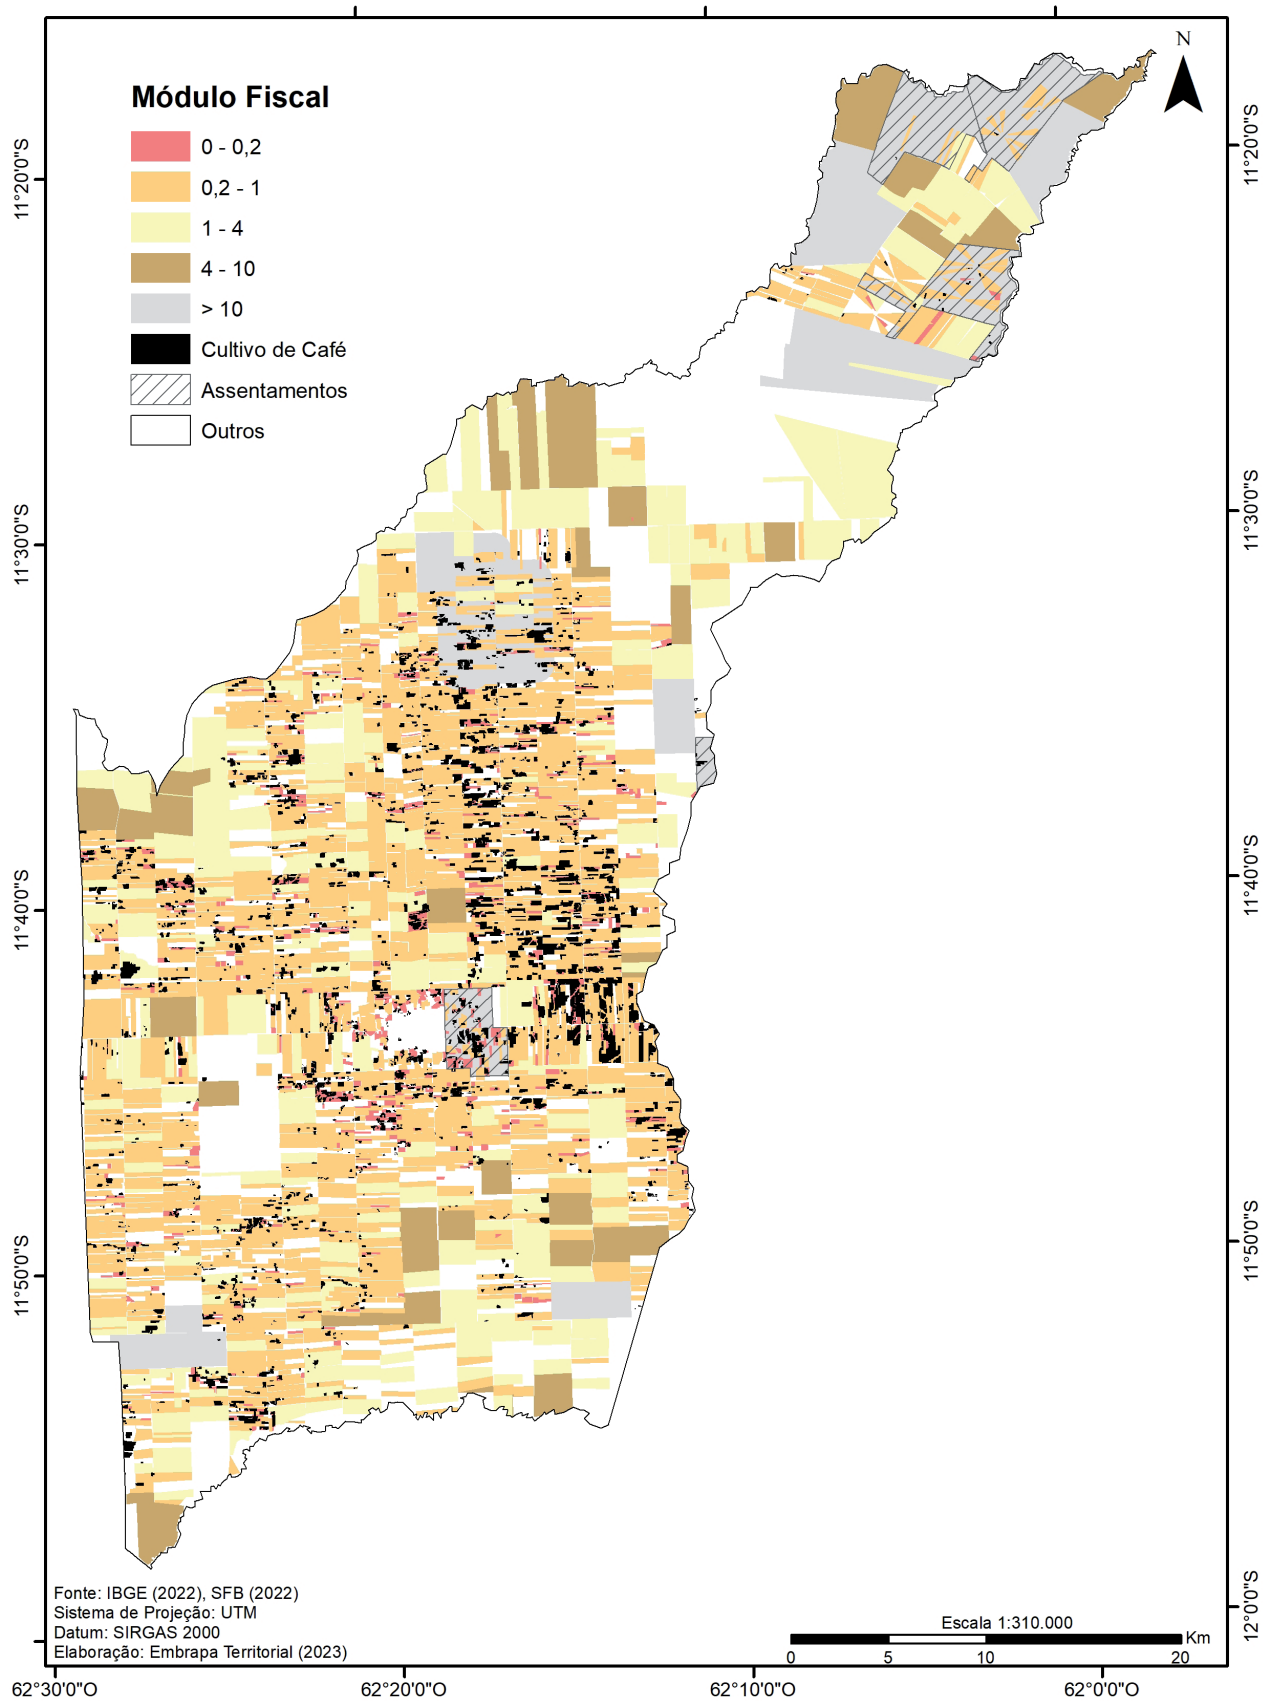 N
Módulo Fiscal
0 - 0,2
0,2 - 1
1 - 4
4 - 10
> 10
Cultivo de Café
Assentamentos
Outros
11°20'0"S
11°20'0"S
11°30'0"S
11°30'0"S
11°40'0"S
11°40'0"S
11°50'0"S
11°50'0"S
12°0'0"S
Fonte: IBGE (2022), SFB (2022)
Sistema de Projeção: UTM
Datum: SIRGAS 2000
Elaboração: Embrapa Territorial (2023)
Escala 1:310.000
Km
0 5 10 20
62°30'0"O 62°20'0"O 62°10'0"O 62°0'0"O